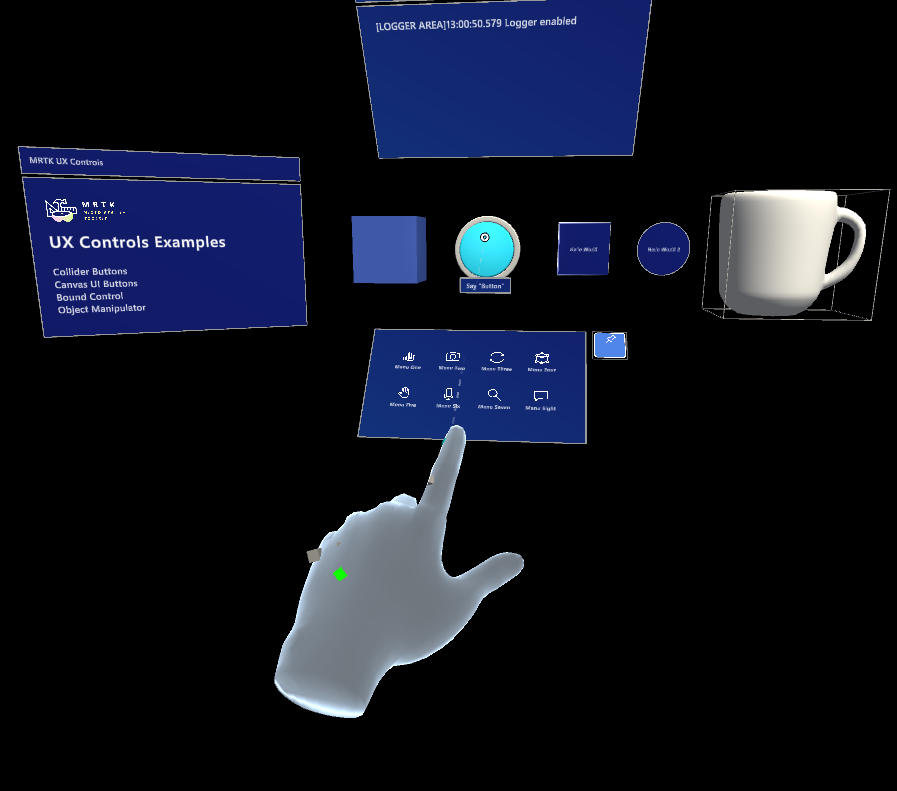 [LOGGER AREA]13:00:50.579 Logger enabled
MRTK UX Controls
MRTK
UX Controls Examples
Collider Buttons
Canvas UI Buttons
Bound Control
Object Manipulator
Say "Button"
Hello World
Hello World 2
Menu One
Menu Two
Menu Three
Menu Four
Menu Five
Menu Six
Menu Seven
Menu Eight